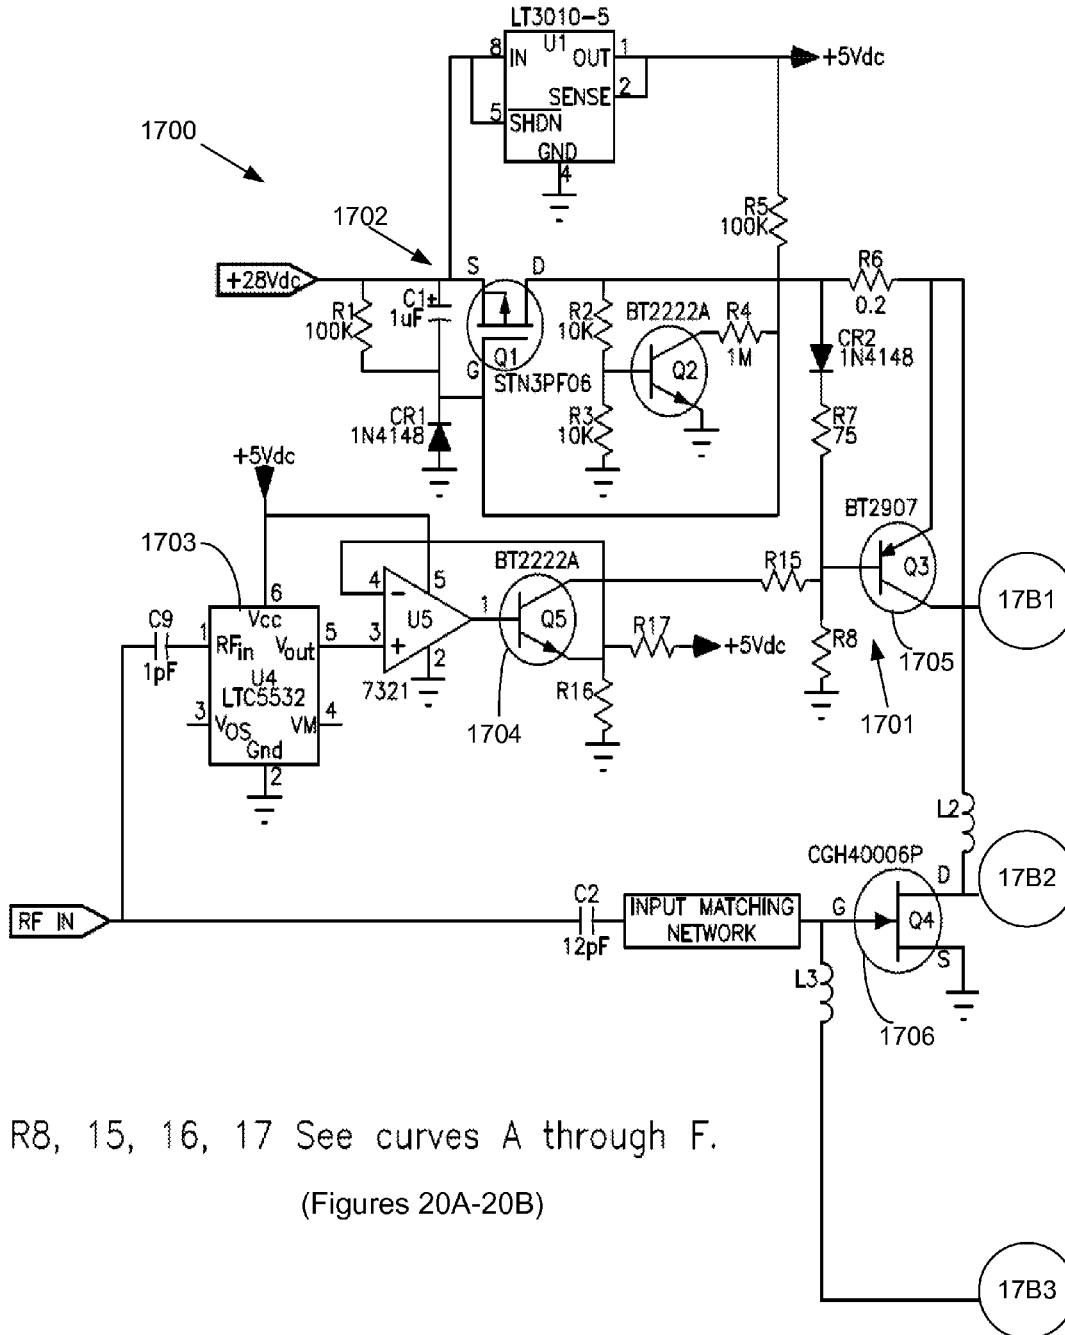 LT3010-5
U1
8
IN
OUT
1
+5Vdc
SENSE
2
5
SHDN
GND
4
1700
1702
R5
100K
+28Vdc
S
D
R6
0.2
R1
100K
C1
+
1uF
G
Q1
STN3PF06
R2
10K
BT2222A
R4
1M
Q2
CR2
1N4148
R3
10K
CR1
1N4148
R7
75
+5Vdc
BT2907
1703
BT2222A
R15
Q3
17B1
6
Vcc
4
-
5
U5
1
Q5
C9
1pF
1
RFin
Vout
5
3
+
2
7321
R17
+5Vdc
R8
1705
U4
LTC5532
3
VOS
VM
4
Gnd
2
R16
1704
1701
L2
CGH40006P
D
17B2
RF IN
C2
12pF
INPUT MATCHING
NETWORK
G
Q4
S
L3
1706
R8, 15, 16, 17 See curves A through F.
(Figures 20A-20B)
17B3